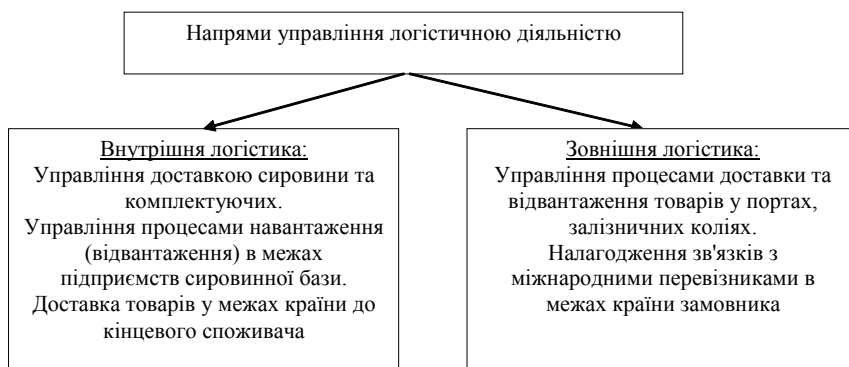 Напрями управління логістичною діяльністю
Внутрішня логістика:
Управління доставкою сировини та
комплектуючих.
Управління процесами навантаження
(відвантаження) в межах
підприємств сировинної бази.
Доставка товарів у межах країни до
кінцевого споживача
Зовнішня логістика:
Управління процесами доставки та
відвантаження товарів у портах,
залізничних коліях.
Налагодження зв'язків з
міжнародними перевізниками в
межах країни замовника